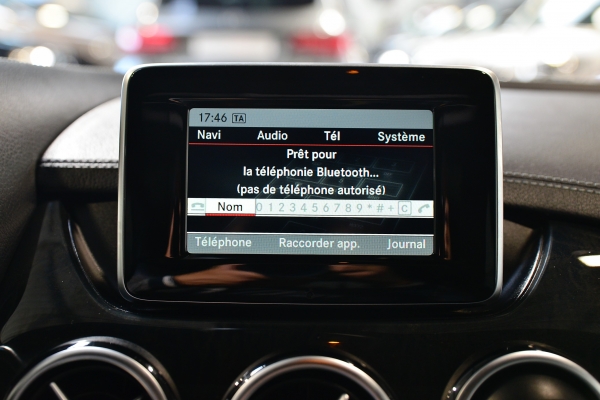 17:46 TA
Navi Audio Tél Système
Prêt pour
la téléphonie Bluetooth...
(pas de téléphone autorisé)
Nom 0 1 2 3 4 5 6 7 8 9 * # + C
Téléphone Raccorder app. Journal